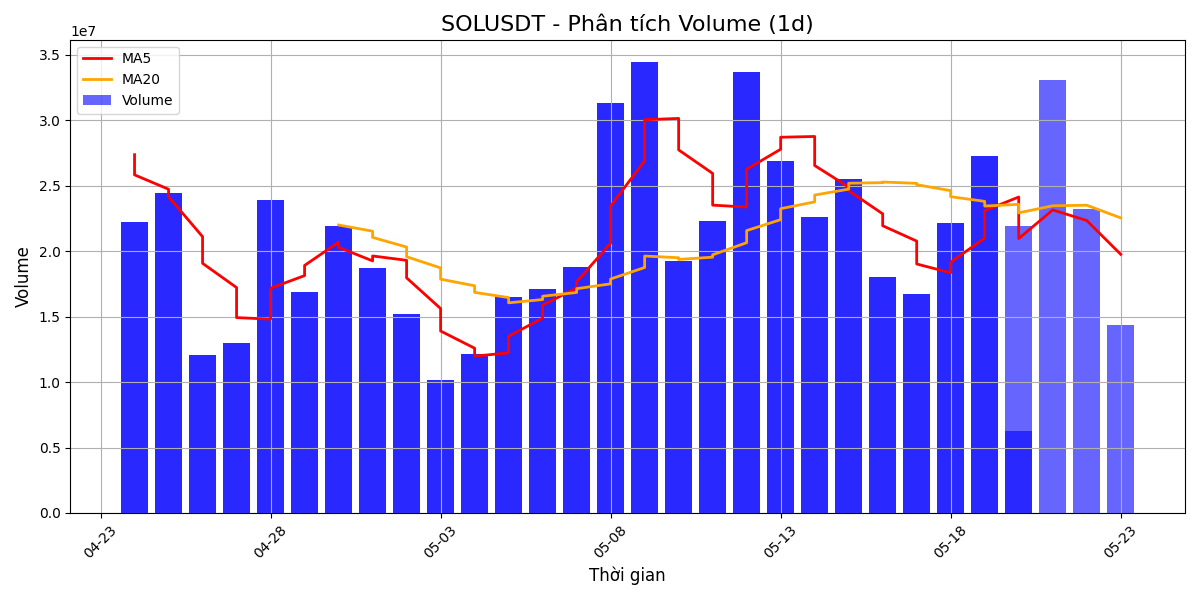 SOLUSDT - Phân tích Volume (1d)
1e7
MA5
MA20
Volume
3.5
3.0
2.5
2.0
1.5
1.0
0.5
0.0
Volume
04-23
04-28
05-03
05-08
05-13
05-18
05-23
Thời gian